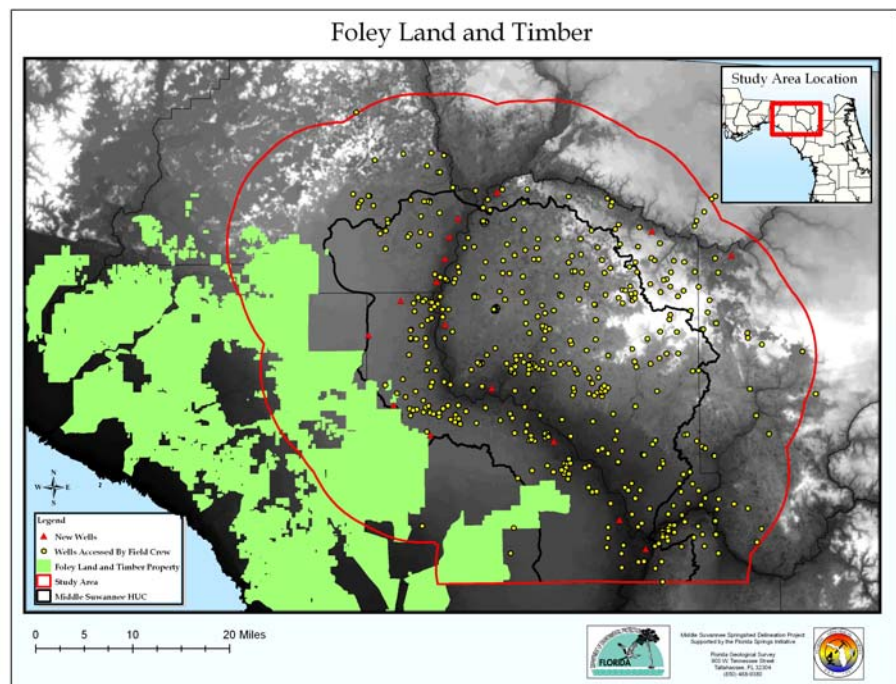 Foley Land and Timber
Study Area Location
N
W
E
S
Legend
New Wells
Wells Accessed By Field Crew
Foley Land and Timber Property
Study Area
Middle Suwannee HUC
0 5 10 20 Miles
FLORIDA
Middle Suwannee Springshed Delineation Project
Supported by the Florida Springs Initiative
Florida Geological Survey
903 W. Tennessee Street
Tallahassee, FL 32304